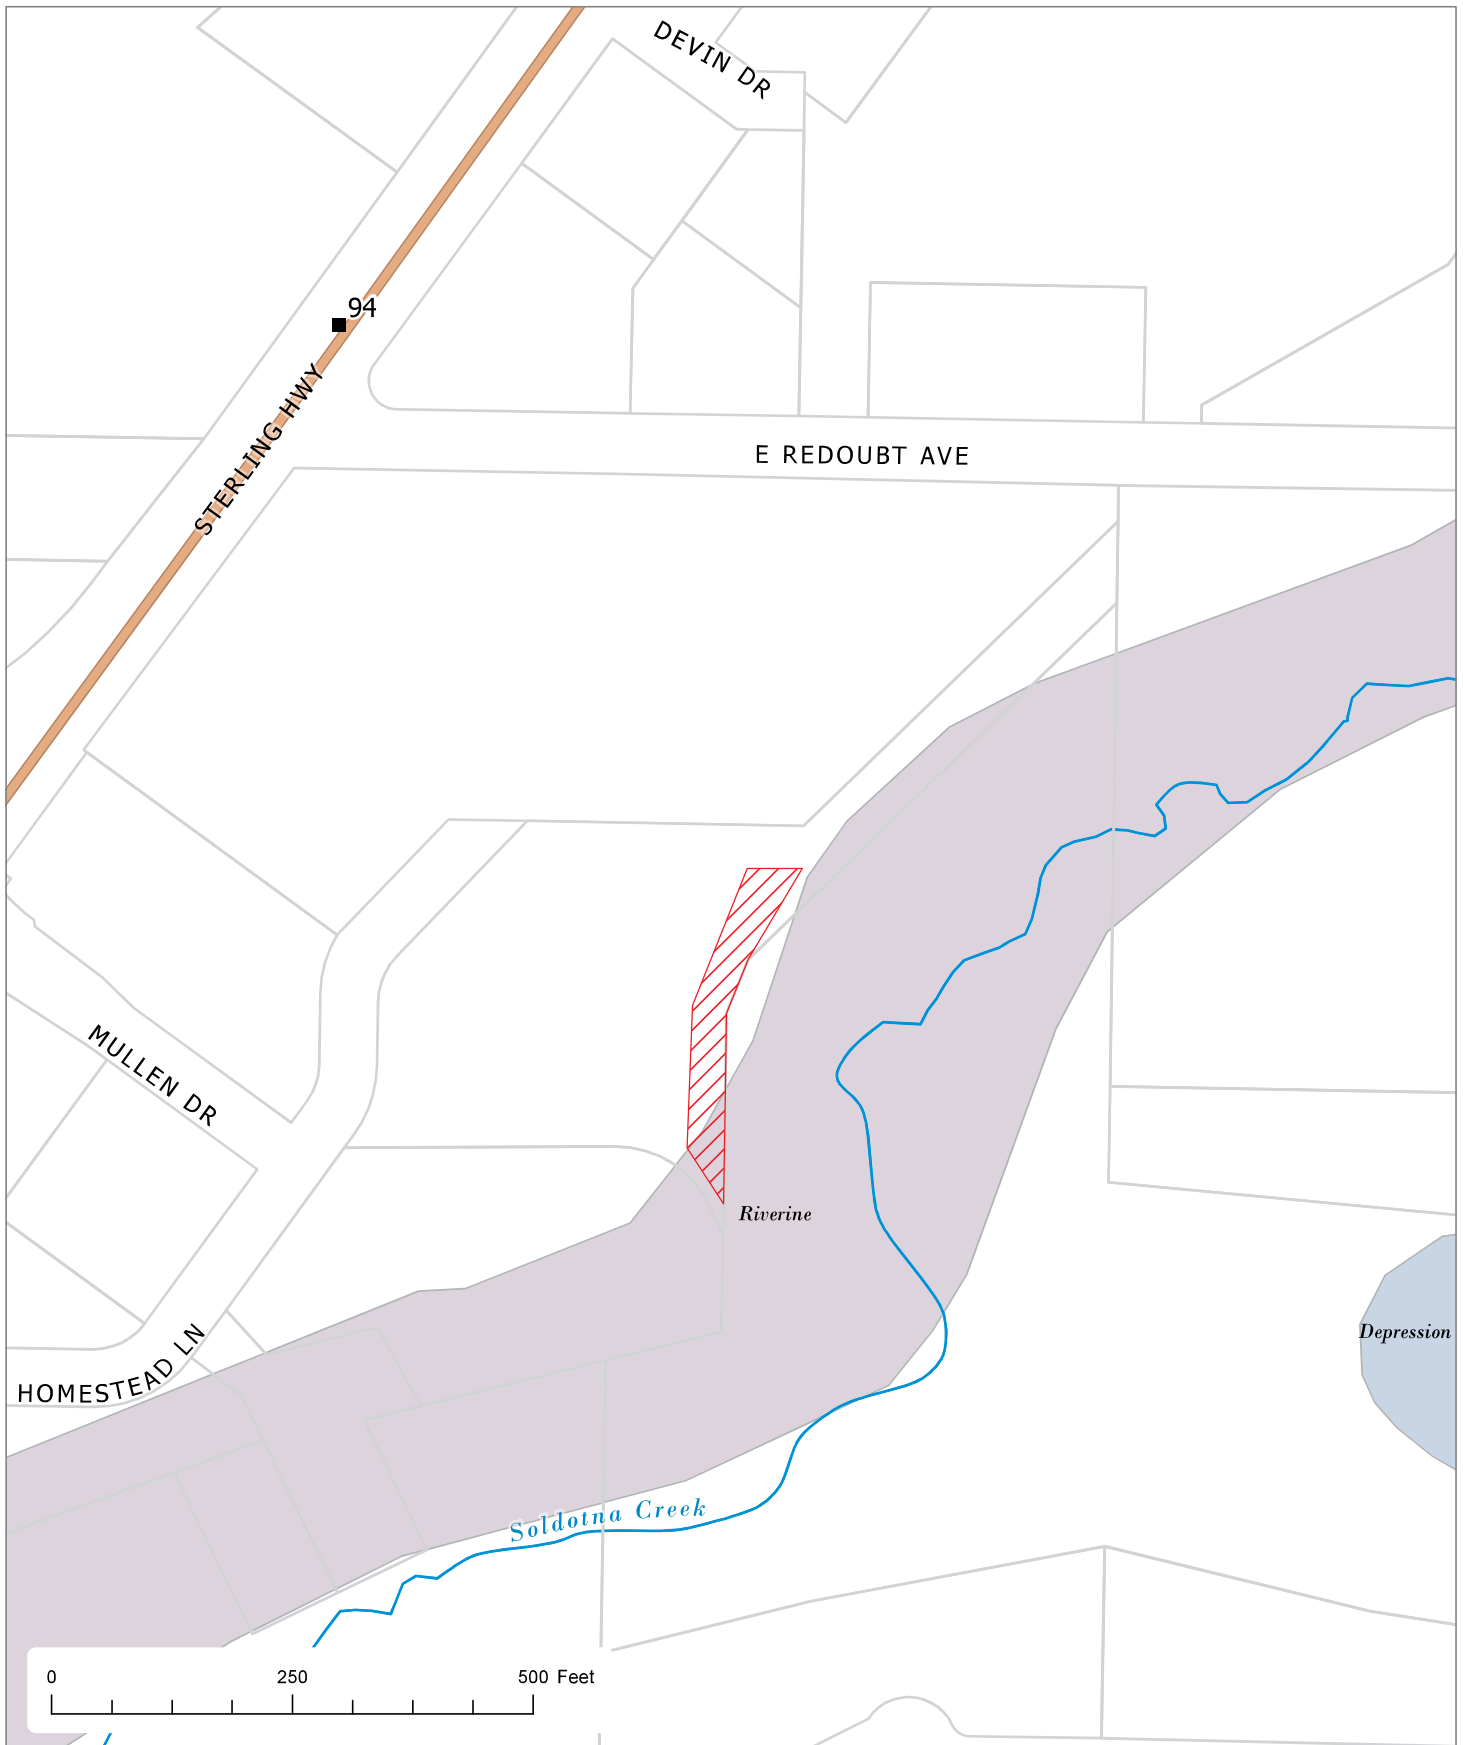 DEVIN DR
94
STERLING HWY
E REDOUBT AVE
MULLEN DR
Riverine
HOMESTEAD LN
Depression
Soldotna Creek
0 250 500 Feet